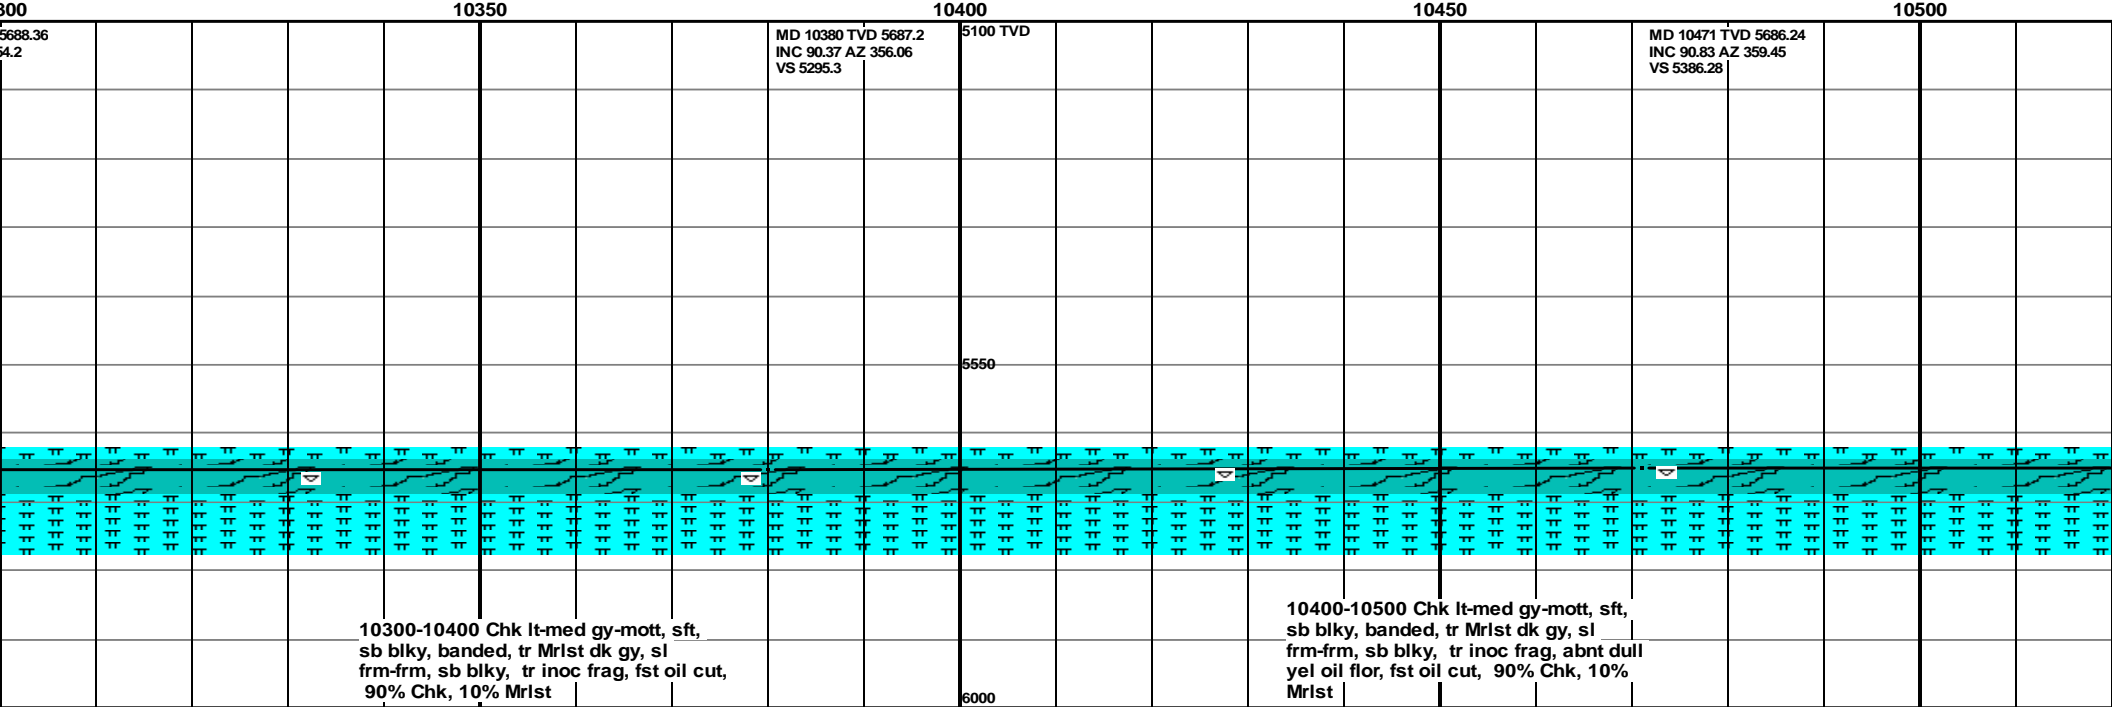 300 10350 10400 10450 10500
5688.36
54.2
MD 10380 TVD 5687.2
INC 90.37 AZ 356.06
VS 5295.3
5100 TVD
MD 10471 TVD 5686.24
INC 90.83 AZ 359.45
VS 5386.28
5550
10300-10400 Chk lt-med gy-mott, sft,
sb blky, banded, tr Mrlst dk gy, sl
frm-frm, sb blky, tr inoc frag, fst oil cut,
90% Chk, 10% Mrlst
6000
10400-10500 Chk lt-med gy-mott, sft,
sb blky, banded, tr Mrlst dk gy, sl
frm-frm, sb blky, tr inoc frag, abnt dull
yel oil flor, fst oil cut, 90% Chk, 10%
Mrlst